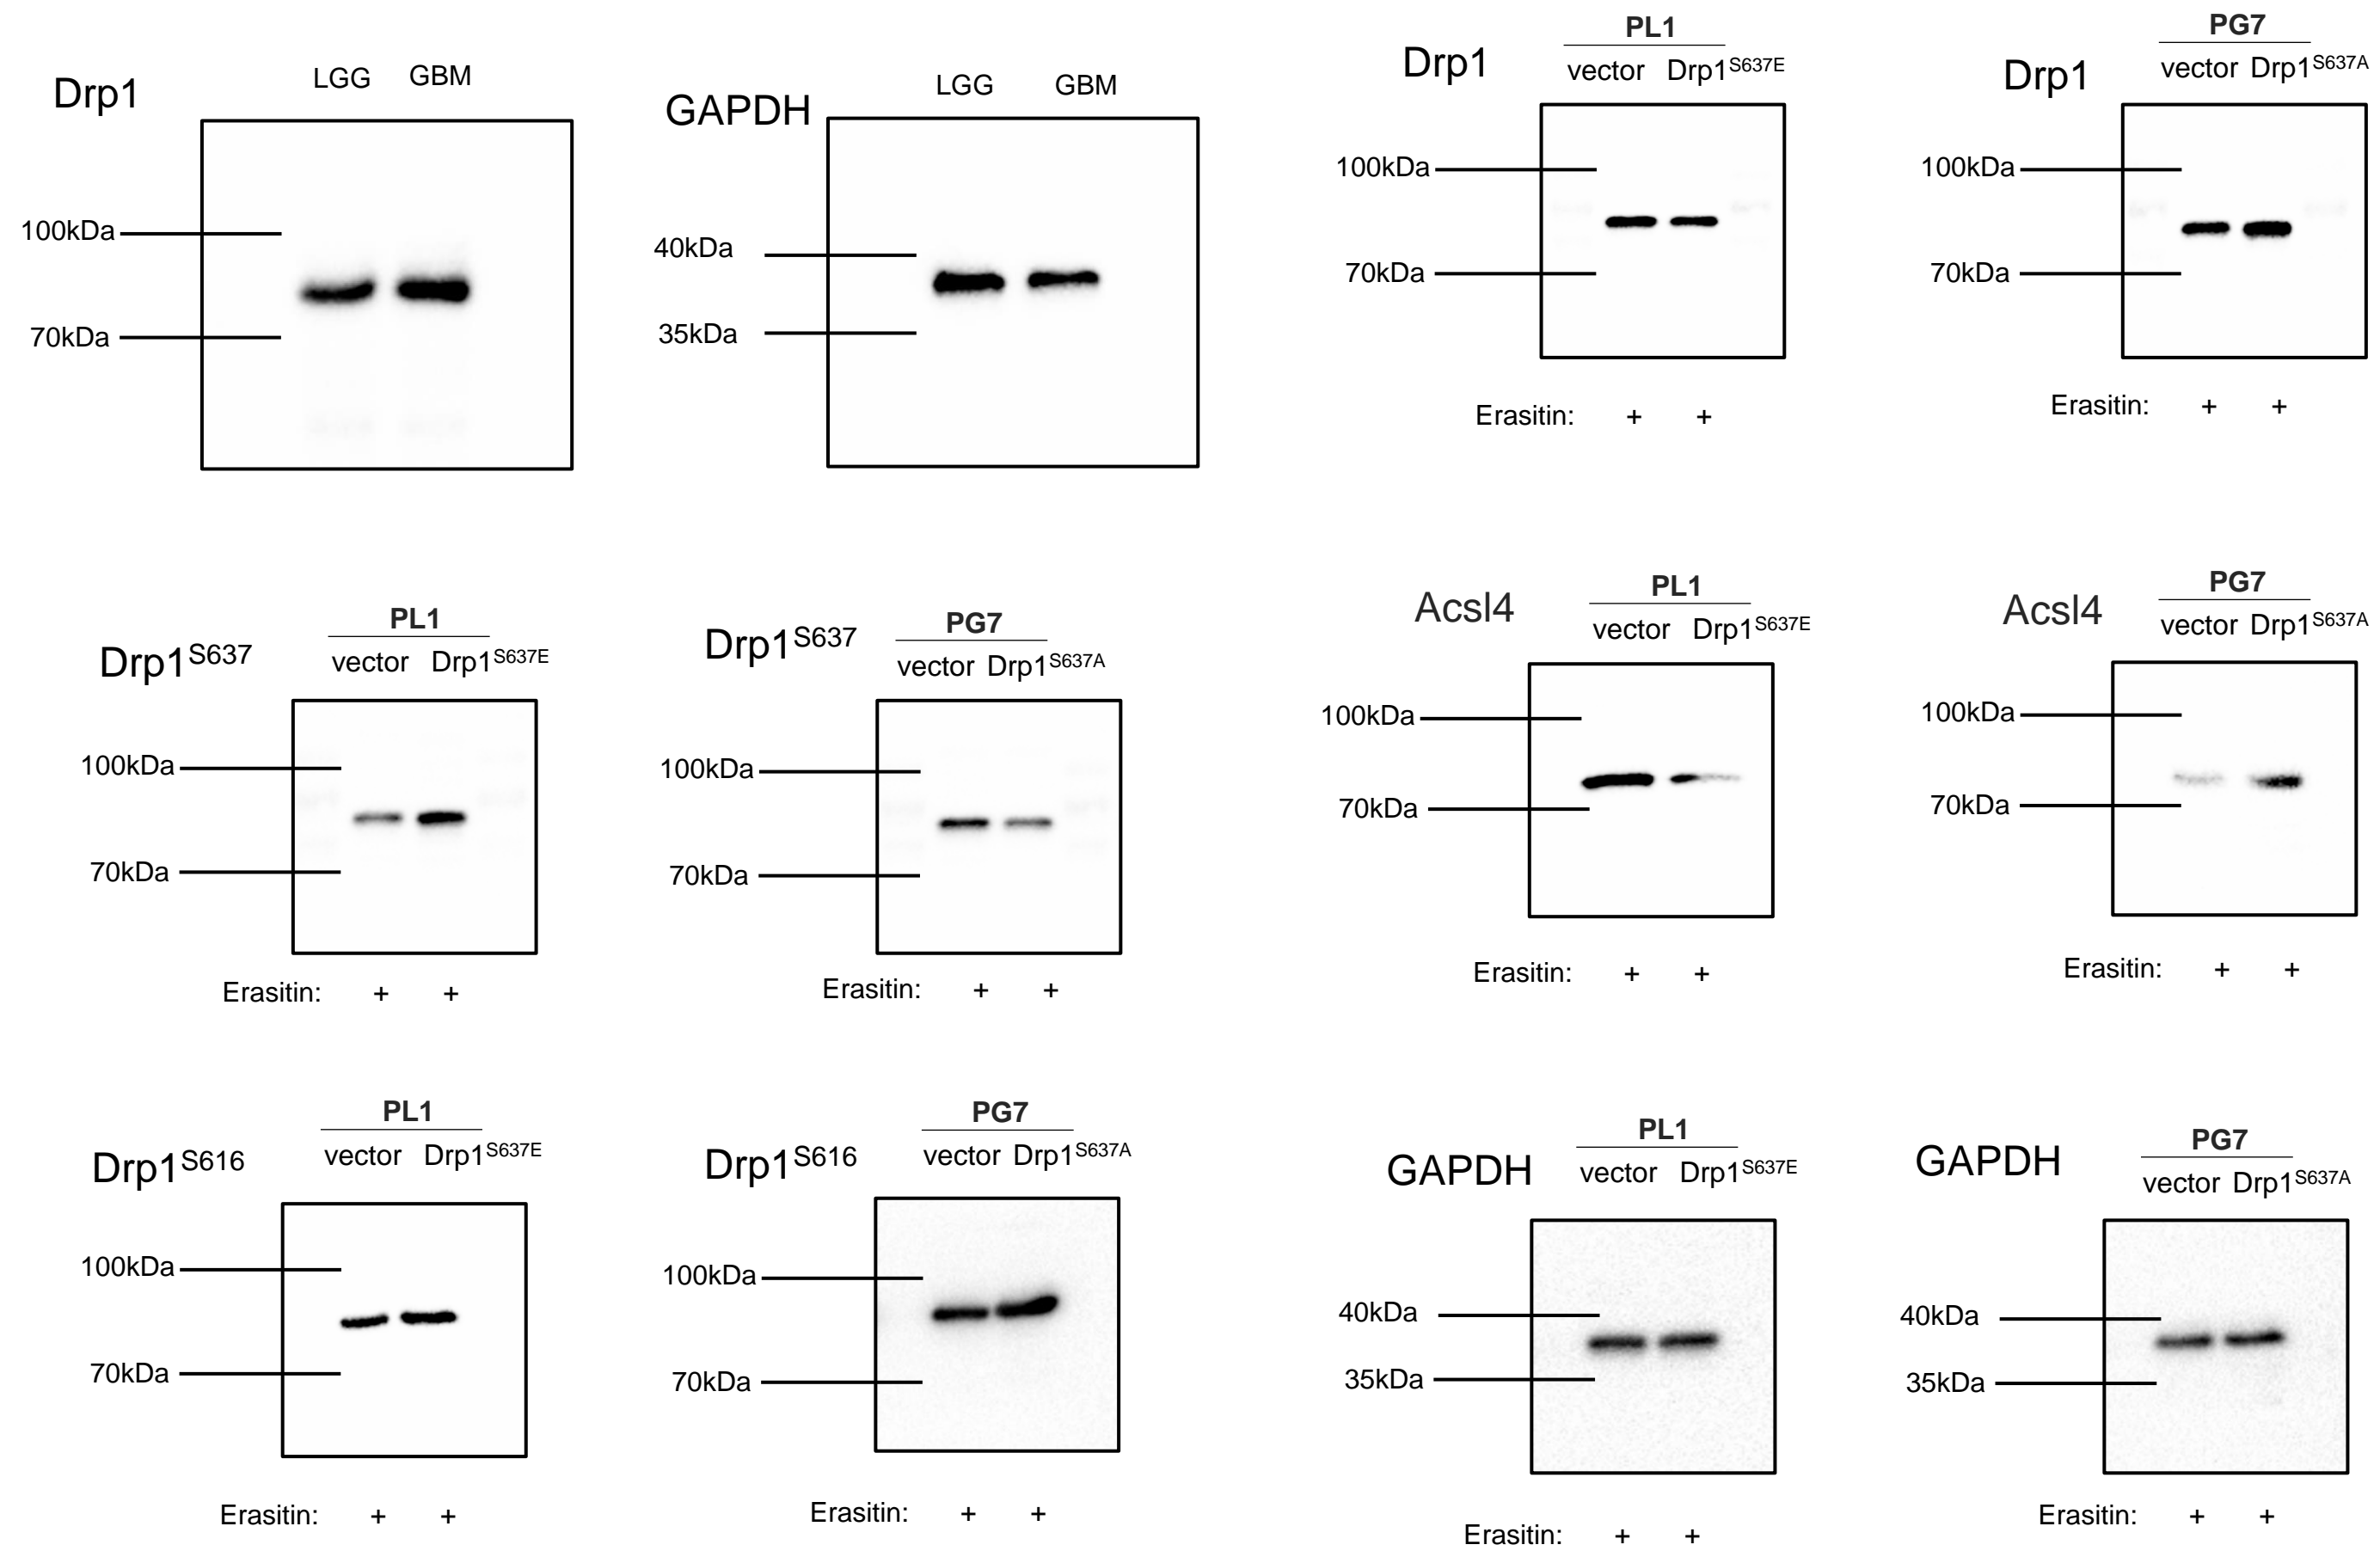 Drp1
LGG GBM
100kDa
70kDa
GAPDH
LGG GBM
40kDa
35kDa
Drp1
PL1
vector Drp1S637E
100kDa
70kDa
Erasitin: + +
Drp1
PG7
vector Drp1S637A
100kDa
70kDa
Erasitin: + +
Drp1S637
PL1
vector Drp1S637E
100kDa
70kDa
Erasitin: + +
Drp1S637
PG7
vector Drp1S637A
100kDa
70kDa
Erasitin: + +
Acsl4
PL1
vector Drp1S637E
100kDa
70kDa
Erasitin: + +
Acsl4
PG7
vector Drp1S637A
100kDa
70kDa
Erasitin: + +
Drp1S616
PL1
vector Drp1S637E
100kDa
70kDa
Erasitin: + +
Drp1S616
PG7
vector Drp1S637A
100kDa
70kDa
Erasitin: + +
GAPDH
PL1
vector Drp1S637E
40kDa
35kDa
Erasitin: + +
GAPDH
PG7
vector Drp1S637A
40kDa
35kDa
Erasitin: + +